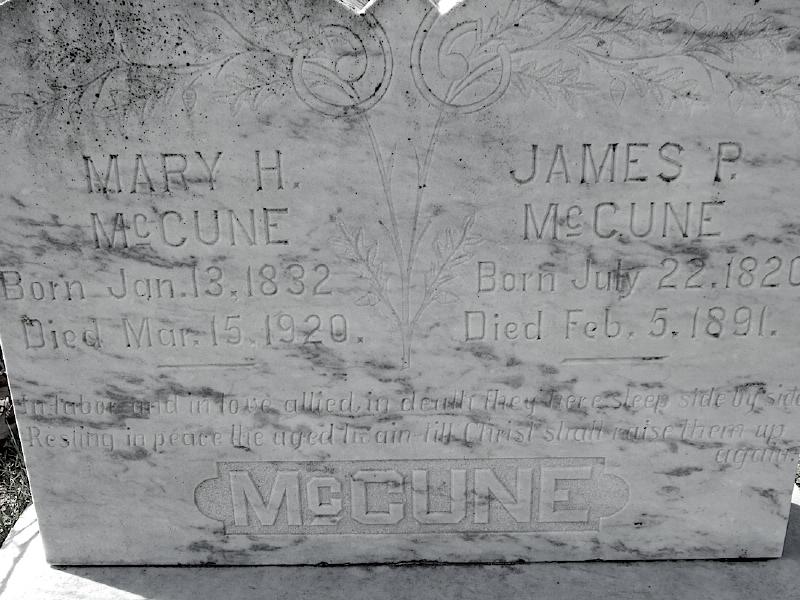 MARY H.
McCUNE
Born Jan. 13, 1832
Died Mar. 15, 1920.
JAMES P.
McCUNE
Born July 22, 1820
Died Feb. 5, 1891.
In labor and in love allied, in death they here sleep side by side
Resting in peace the aged twain till Christ shall raise them up
again.
McCUNE